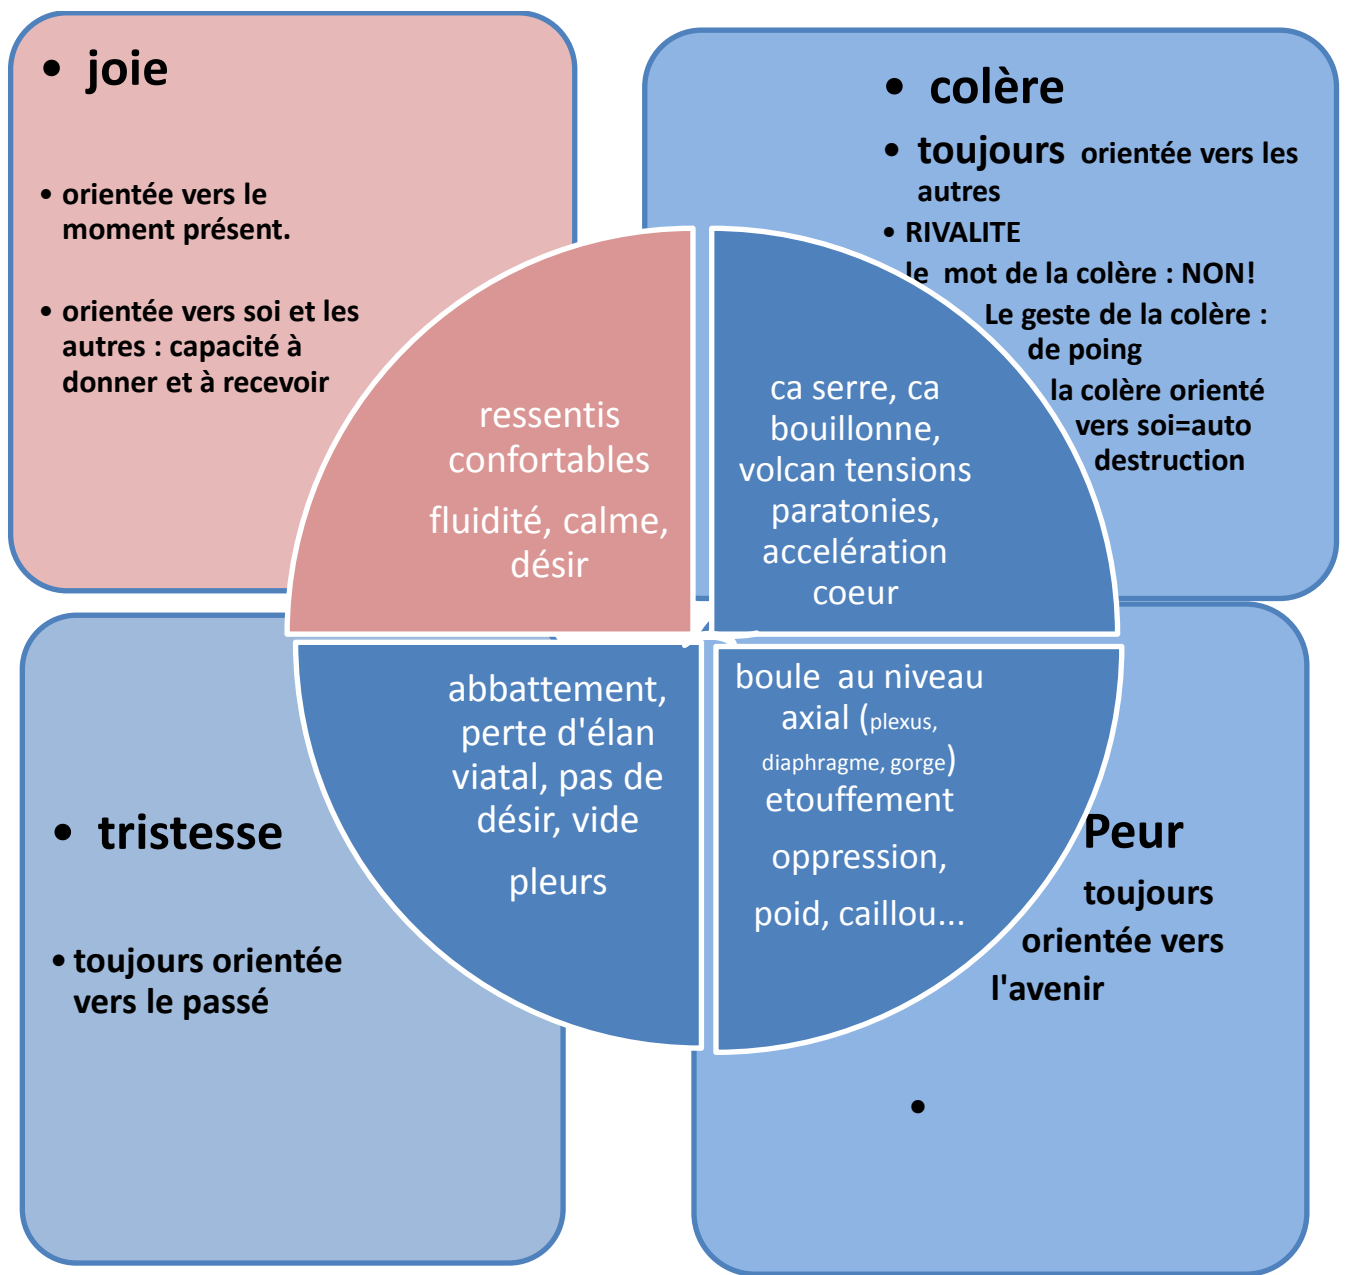 • joie
• orientée vers le
moment présent.
• orientée vers soi et les
autres : capacité à
donner et à recevoir
• colère
• toujours orientée vers les
autres
• RIVALITE
le mot de la colère : NON!
Le geste de la colère :
de poing
la colère orienté
vers soi=auto
destruction
ressentis
confortables
fluidité, calme,
désir
ca serre, ca
bouillonne,
volcan tensions
paratonies,
accelération
coeur
• tristesse
• toujours orientée
vers le passé
abbattement,
perte d'élan
viatal, pas de
désir, vide
pleurs
boule au niveau
axial (plexus,
diaphragme, gorge)
etouffement
oppression,
poid, caillou...
Peur
toujours
orientée vers
l'avenir
•